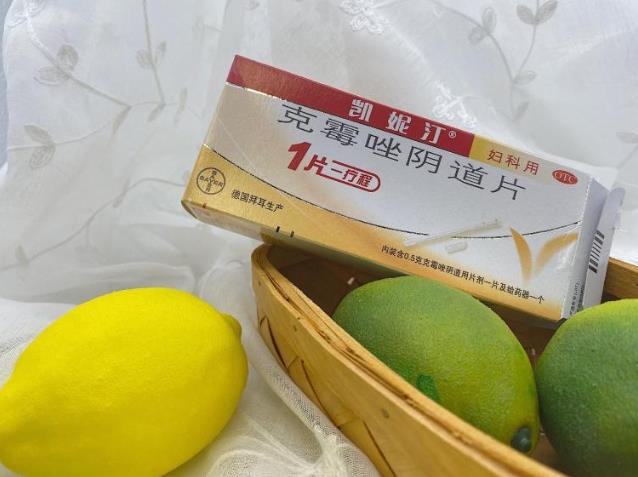 凯妮汀®
妇科用
OTC
克霉唑阴道片
1片一疗程
BAYER
德国拜耳生产
内装含0.5克克霉唑阴道用片剂一片及给药器一个